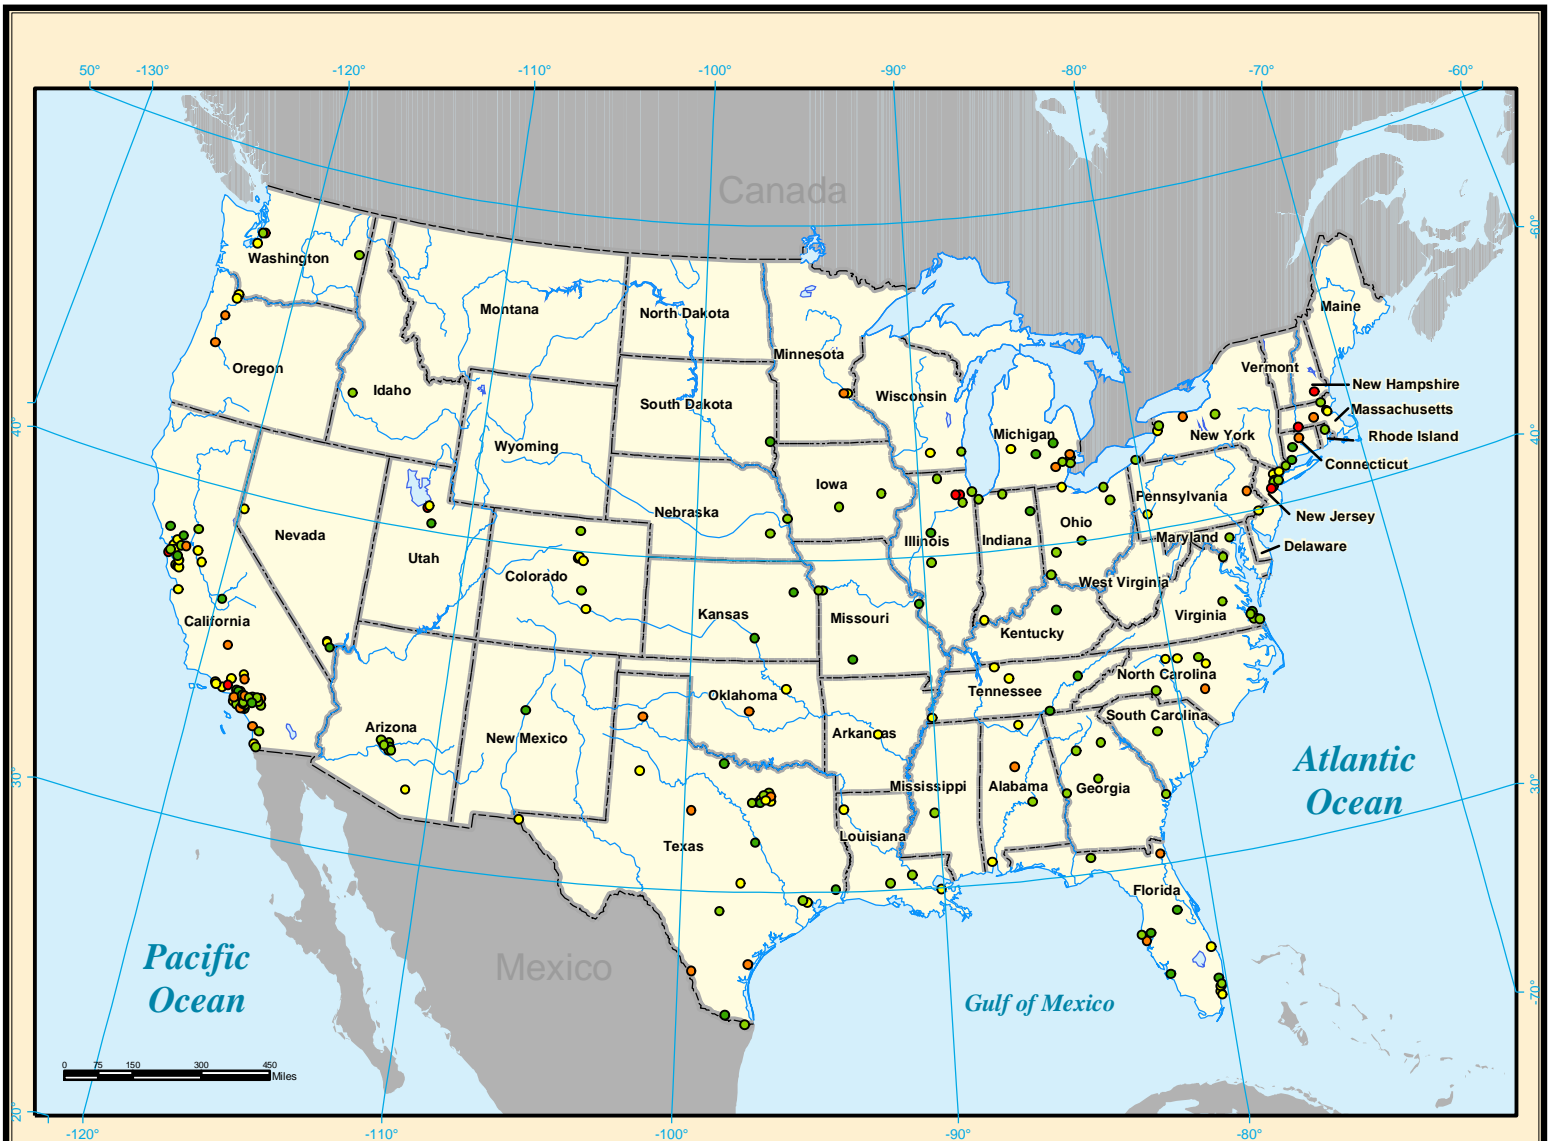 50° -130° -120° -110° -100° -90° -80° -70° -60°
Canada
-60°
Washington
Montana
North Dakota
Maine
Minnesota
Vermont
Oregon
Idaho
New Hampshire
South Dakota
Wisconsin
Massachusetts
40°
Michigan
New York
Rhode Island
40°
Wyoming
Connecticut
Iowa
Pennsylvania
Nebraska
New Jersey
Ohio
Nevada
Illinois
Indiana
Maryland
Delaware
Utah
Colorado
West Virginia
Kansas
Virginia
California
Missouri
Kentucky
North Carolina
Oklahoma
Tennessee
South Carolina
Arizona
New Mexico
Arkansas
Atlantic
Ocean
30°
Mississippi
Alabama
Georgia
30°
Texas
Louisiana
Florida
Pacific
Ocean
Mexico
Gulf of Mexico
-70°
0 75 150 300 450
Miles
20°
-120° -110° -100° -90° -80°